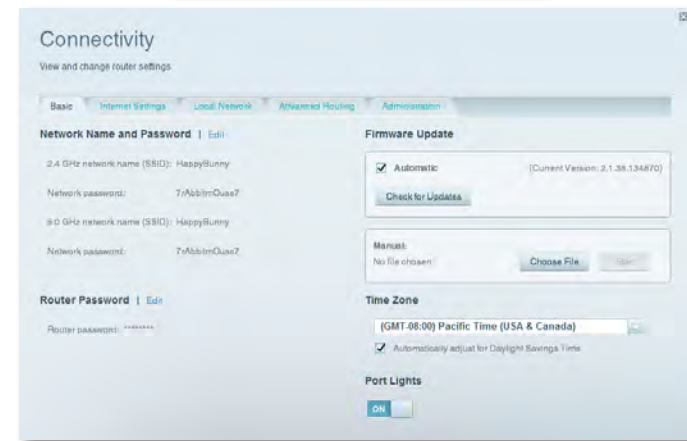 Connectivity
View and change router settings
Basic
Internet Settings
Local Network
Advanced Routing
Administration
Network Name and Password | Edit
2.4 GHz network name (SSID): HappyBunny
Network password:
5.0 GHz network name (SSID): HappyBunny
Network password:
Router Password | Edit
Router password: ********
Firmware Update
Automatic
(Current Version: 2.1.38.134870)
Check for Updates
Manual:
No file chosen
Choose File
Start
Time Zone
(GMT-08:00) Pacific Time (USA & Canada)
Automatically adjust for Daylight Savings Time
Port Lights
ON